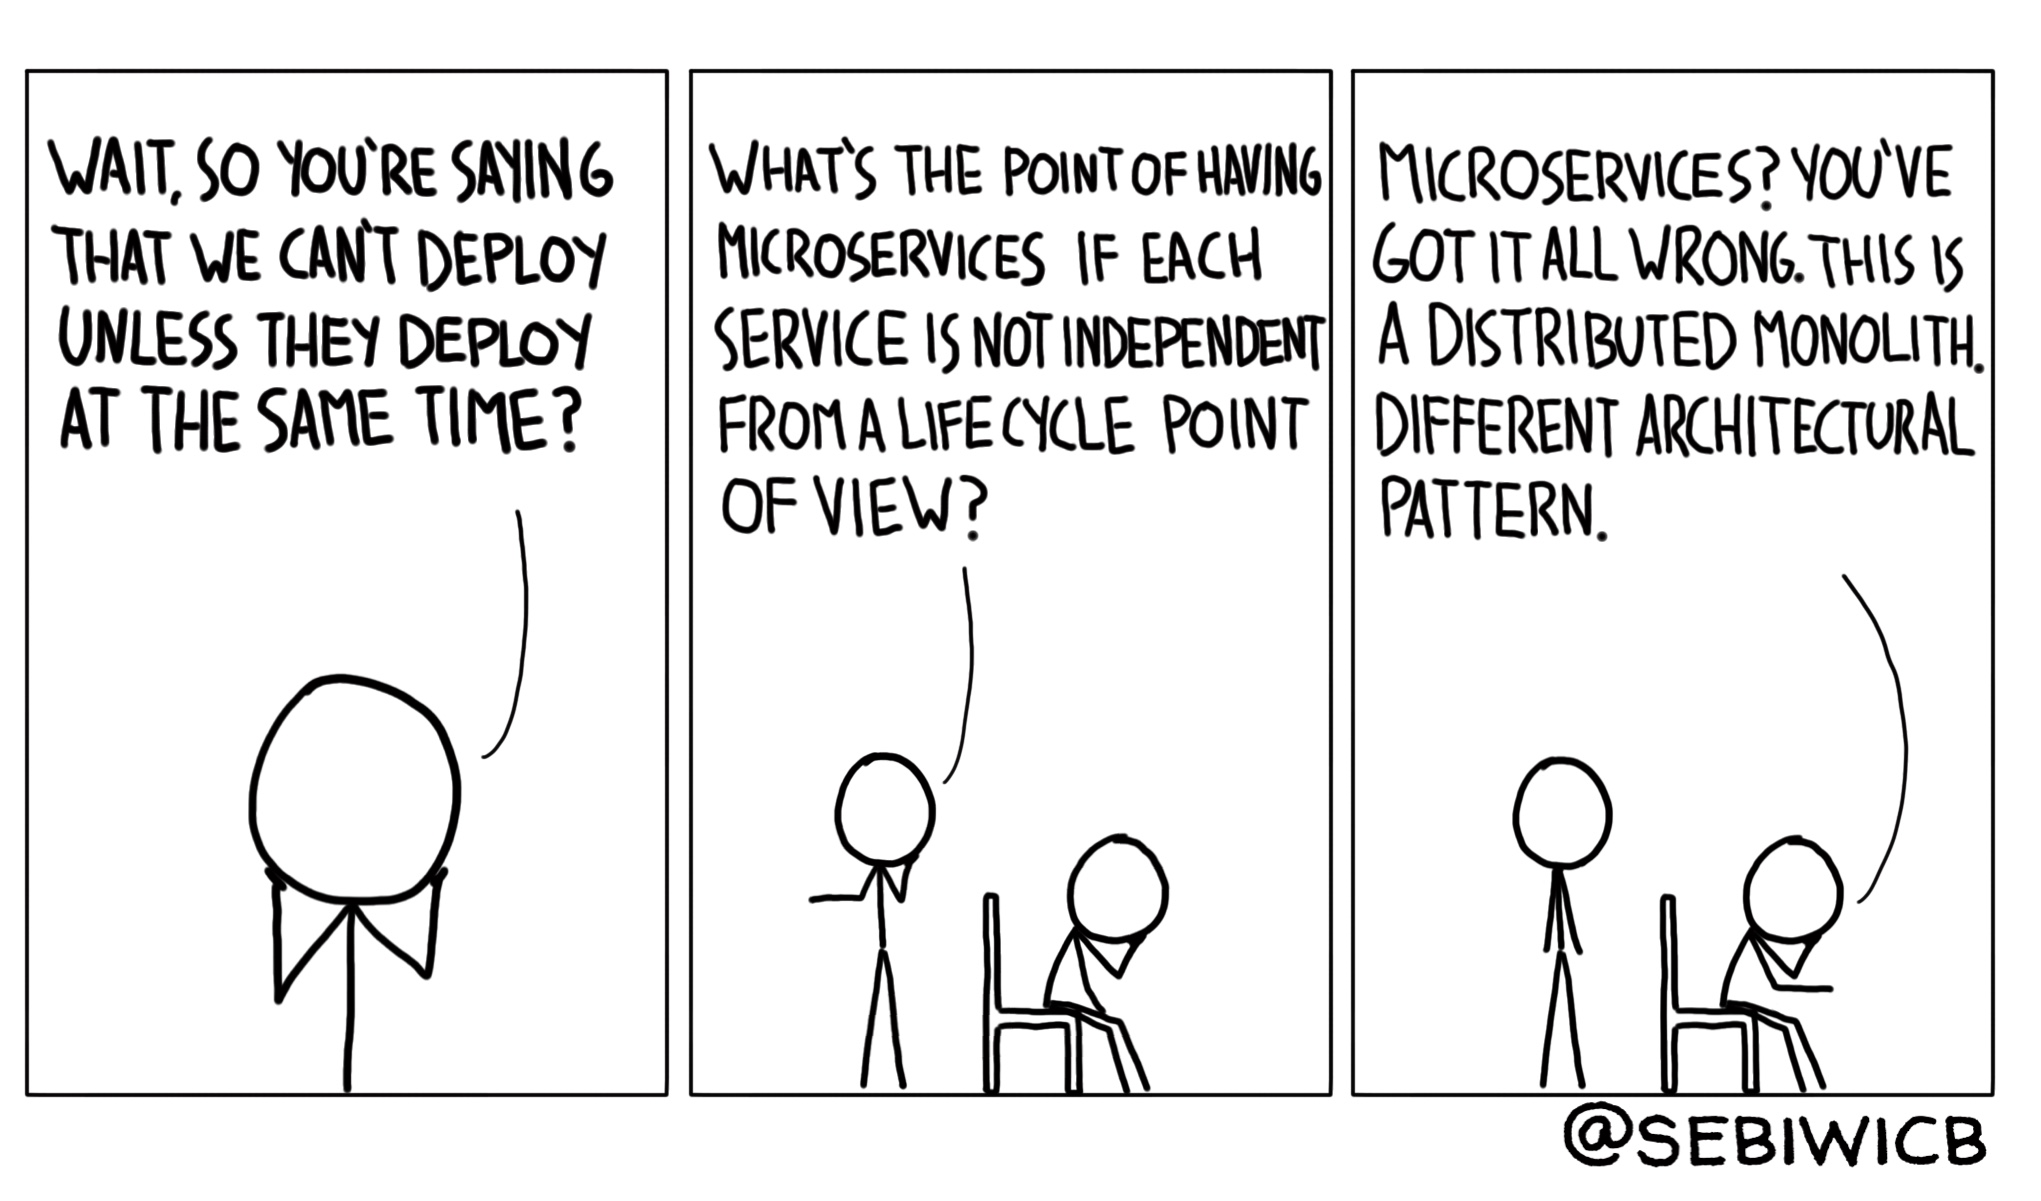 WAIT, SO YOU'RE SAYING
THAT WE CAN'T DEPLOY
UNLESS THEY DEPLOY
AT THE SAME TIME?
WHAT'S THE POINT OF HAVING
MICROSERVICES IF EACH
SERVICE IS NOT INDEPENDENT
FROM A LIFE CYCLE POINT
OF VIEW?
MICROSERVICES? YOU'VE
GOT IT ALL WRONG. THIS IS
A DISTRIBUTED MONOLITH.
DIFFERENT ARCHITECTURAL
PATTERN.
@SEBIWICB